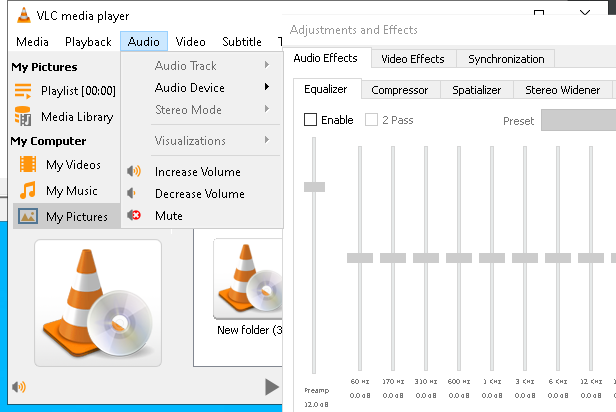 VLC media player
Media Playback Audio Video Subtitle T
My Pictures
Playlist [00:00]
Media Library
My Computer
My Videos
My Music
My Pictures
Audio Track
Audio Device
Stereo Mode
Visualizations
Increase Volume
Decrease Volume
Mute
New folder (3
Adjustments and Effects
Audio Effects Video Effects Synchronization
Equalizer Compressor Spatializer Stereo Widener
Enable 2 Pass Preset
60 Hz 170 Hz 310 Hz 600 Hz 1 KHz 3 KHz 6 KHz 12 KHz
Preamp 0.0 dB 0.0 dB 0.0 dB 0.0 dB 0.0 dB 0.0 dB 0.0 dB 0.0 dB
12.0 dB